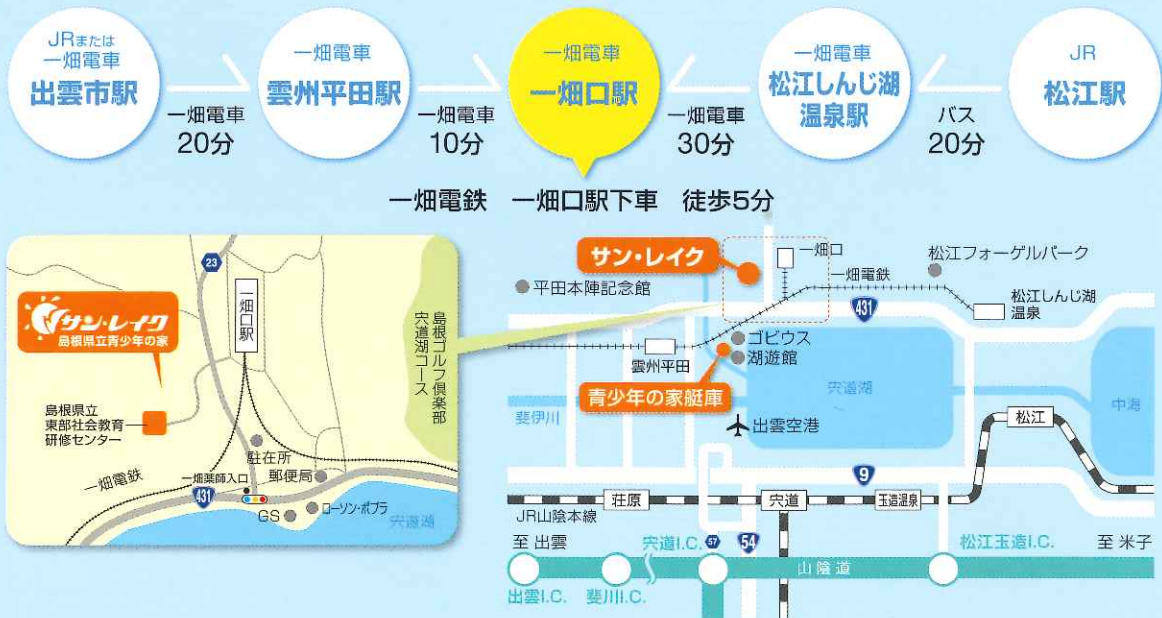 JRまたは
一畑電車
出雲市駅
一畑電車
20分
一畑電車
雲州平田駅
一畑電車
10分
一畑電車
一畑口駅
一畑電車
30分
一畑電車
松江しんじ湖
温泉駅
バス
20分
JR
松江駅
一畑電鉄 一畑口駅下車 徒歩5分
23
一畑口駅
サン・レイク
島根県立青少年の家
島根ゴルフ倶楽部
宍道湖コース
島根県立
東部社会教育
研修センター
駐在所
郵便局
一畑電鉄
一畑薬師入口
431
GS
ローソン・ポプラ
宍道湖
サン・レイク
一畑口
一畑電鉄
松江フォーゲルパーク
平田本陣記念館
431
松江しんじ湖
温泉
ゴビウス
湖遊館
雲州平田
青少年の家艇庫
宍道湖
中海
斐伊川
出雲空港
松江
9
荘原
宍道
玉造温泉
JR山陰本線
至 出雲
宍道I.C.
57
54
松江玉造I.C.
至 米子
山陰道
出雲I.C.
斐川I.C.